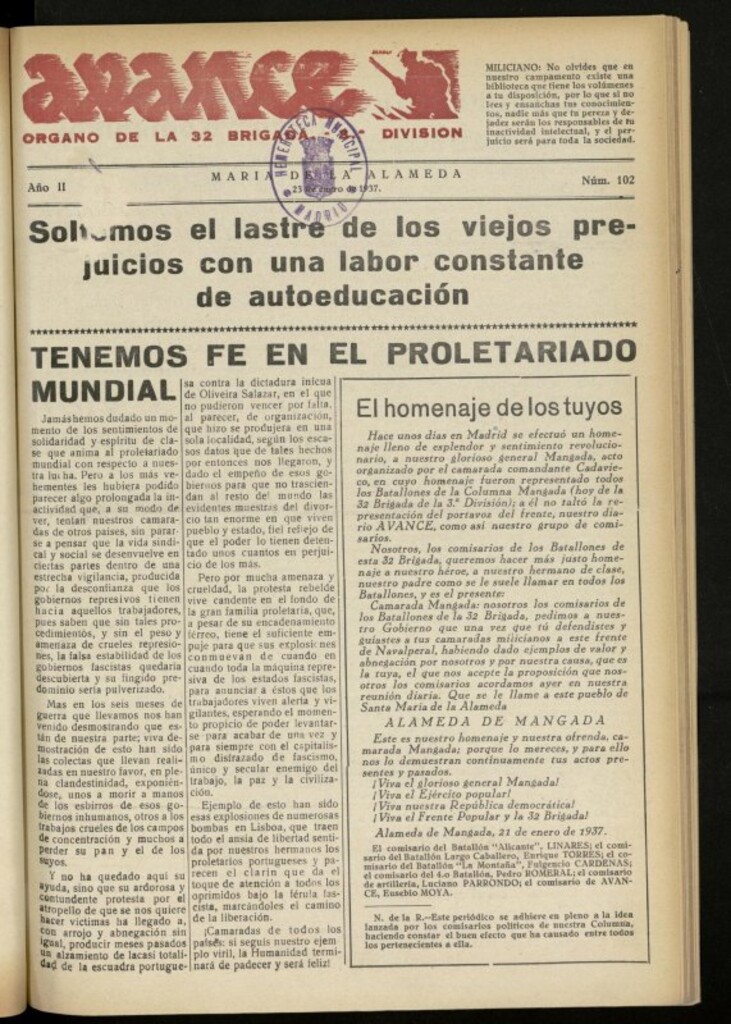 avance
ORGANO DE LA 32 BRIGADA, DIVISION
MILICIANO: No olvides que en
nuestro campamento existe una
biblioteca que tiene los volúmenes
a tu disposición, por lo que si no
lees y ensanchas tus conocimien-
tos, nadie más que tu pereza y de-
jadez serán los responsables de tu
inactividad intelectual, y el per-
juicio será para toda la sociedad.
HEMEROTECA MUNICIPAL
MADRID
Año II
MARIA DE LA ALAMEDA
23 de enero de 1937.
Núm. 102
Soltemos el lastre de los viejos pre-
juicios con una labor constante
de autoeducación
TENEMOS FE EN EL PROLETARIADO
MUNDIAL
Jamás hemos dudado un mo-
mento de los sentimientos de
solidaridad y espíritu de cla-
se que anima al proletariado
mundial con respecto a nues-
tra lucha. Pero a los más ve-
hementes les hubiera podido
parecer algo prolongada la in-
actividad que, a su modo de
ver, tenían nuestros camara-
das de otros países, sin parar-
se a pensar que la vida sindi-
cal y social se desenvuelve en
ciertas partes dentro de una
estrecha vigilancia, producida
por la desconfianza que los
gobiernos represivos tienen
hacia aquellos trabajadores,
pues saben que sin tales pro-
cedimientos, y sin el peso y
amenaza de crueles represio-
nes, la falsa estabilidad de los
gobiernos fascistas quedaría
descubierta y su fingido pre-
dominio sería pulverizado.
Mas en los seis meses de
guerra que llevamos nos han
venido desmostrando que es-
tán de nuestra parte; viva de-
mostración de esto han sido
las colectas que llevan reali-
zadas en nuestro favor, en ple-
na clandestinidad, exponién-
dose, unos a morir a manos
de los esbirros de esos go-
biernos inhumanos, otros a los
trabajos crueles de los campos
de concentración y muchos a
perder su pan y el de los
suyos.
Y no ha quedado aquí su
ayuda, sino que su ardorosa y
contundente protesta por el
atropello de que se nos quiere
hacer víctimas ha llegado a,
con arrojo y abnegación sin
igual, producir meses pasados
un alzamiento de lacasi totali-
dad de la escuadra portugue-
sa contra la dictadura inicua
de Oliveira Salazar, en el que
no pudieron vencer por falta,
al parecer, de organización,
que hizo se produjera en una
sola localidad, según los esca-
sos datos que de tales hechos
por entonces nos llegaron, y
dado el empeño de esos go-
biernos para que no trascien-
dan al resto del mundo las
evidentes muestras del divor-
cio tan enorme en que viven
pueblo y estado, fiel reflejo de
que el poder lo tienen deten-
tado unos cuantos en perjui-
cio de los más.
Pero por mucha amenaza y
crueldad, la protesta rebelde
vive candente en el fondo de
la gran familia proletaria, que,
a pesar de su encadenamiento
férreo, tiene el suficiente em-
puje para que sus explosiones
conmuevan de cuando en
cuando toda la máquina repre-
siva de los estados fascistas,
para anunciar a éstos que los
trabajadores viven alerta y vi-
gilantes, esperando el momen-
to propicio de poder levantar-
se para acabar de una vez y
para siempre con el capitalis-
mo disfrazado de fascismo,
único y secular enemigo del
trabajo, la paz y la civiliza-
ción.
Ejemplo de esto han sido
esas explosiones de numerosas
bombas en Lisboa, que traen
todo el ansia de libertad senti-
da por nuestros hermanos los
proletarios portugueses y pa-
recen el clarín que da el
toque de atención a todos los
oprimidos bajo la férula fas-
cista, marcándoles el camino
de la liberación.
¡Camaradas de todos los
países: si seguís nuestro ejem-
plo viril, la Humanidad termi-
nará de padecer y será feliz!
El homenaje de los tuyos
Hace unos días en Madrid se efectuó un home-
naje lleno de esplendor y sentimiento revolucio-
nario, a nuestro glorioso general Mangada, acto
organizado por el camarada comandante Cadavie-
co, en cuyo homenaje fueron representado todos
los Batallones de la Columna Mangada (hoy de la
32 Brigada de la 3.ª División); a él no faltó la re-
presentación del portavos del frente, nuestro dia-
rio AVANCE, como asi nuestro grupo de comi-
sarios.
Nosotros, los comisarios de los Batallones de
esta 32 Brigada, queremos hacer más justo home-
naje a nuestro héroe, a nuestro hermano de clase,
nuestro padre como se le suele llamar en todos los
Batallones, y es el presente:
Camarada Mangada: nosotros los comisarios de
los Batallones de la 32 Brigada, pedimos a nues-
tro Gobierno que una vez que tú defendistes y
guiastes a tus camaradas milicianos a este frente
de Navalperal, habiendo dado ejemplos de valor y
abnegación por nosotros y por nuestra causa, que es
la tuya, el que nos acepte la proposición que nos-
otros los comisarios acordamos ayer en nuestra
reunión diaria. Que se le llame a este pueblo de
Santa María de la Alameda
ALAMEDA DE MANGADA
Este es nuestro homenaje y nuestra ofrenda, ca-
marada Mangada; porque lo mereces, y para ello
nos lo demuestran continuamente tus actos pre-
sentes y pasados.
¡Viva el glorioso general Mangada!
¡Viva el Ejército popular!
¡Viva nuestra República democrática!
¡Viva el Frente Popular y la 32 Brigada!
Alameda de Mangada, 21 de enero de 1937.
El comisario del Batallón "Alicante", LINARES; el comi-
sario del Batallón Largo Caballero, Enrique TORRES; el co-
misario del Batallón "La Montaña", Fulgencio CARDENAS;
el comisario del 4.o Batallón, Pedro ROMERAL; el comisario
de artillería, Luciano PARRONDO; el comisario de AVAN-
CE, Eusebio MOYA.
N. de la R.—Este periódico se adhiere en pleno a la idea
lanzada por los comisarios políticos de nuestra Columna,
haciendo constar el buen efecto que ha causado entre todos
los pertenecientes a ella.